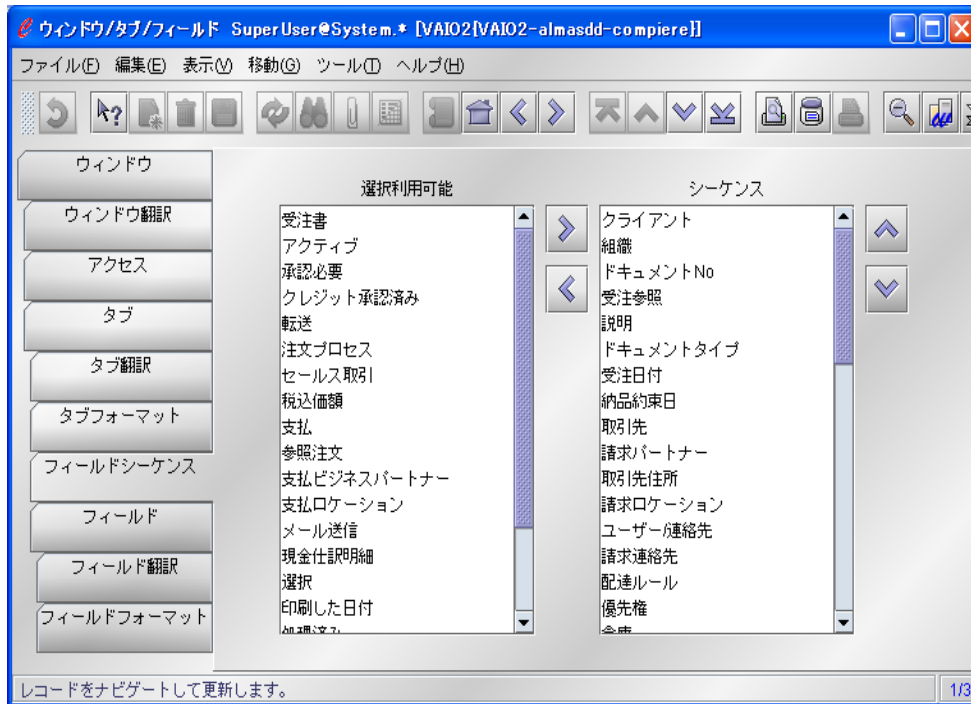 ウィンドウ/タブ/フィールド SuperUser@System.* [VAIO2{VAIO2-almasdd-compiere}]
ファイル(F) 編集(E) 表示(V) 移動(G) ツール(T) ヘルプ(H)
ウィンドウ
ウィンドウ翻訳
アクセス
タブ
タブ翻訳
タブフォーマット
フィールドシーケンス
フィールド
フィールド翻訳
フィールドフォーマット
選択利用可能
受注書
アクティブ
承認必要
クレジット承認済み
転送
注文プロセス
セールス取引
税込価額
支払
参照注文
支払ビジネスパートナー
支払ロケーション
メール送信
現金仕訳明細
選択
印刷した日付
処理済み
シーケンス
クライアント
組織
ドキュメントNo
受注参照
説明
ドキュメントタイプ
受注日付
納品約束日
取引先
請求パートナー
取引先住所
請求ロケーション
ユーザー/連絡先
請求連絡先
配達ルール
優先権
倉庫
レコードをナビゲートして更新します。
1/3